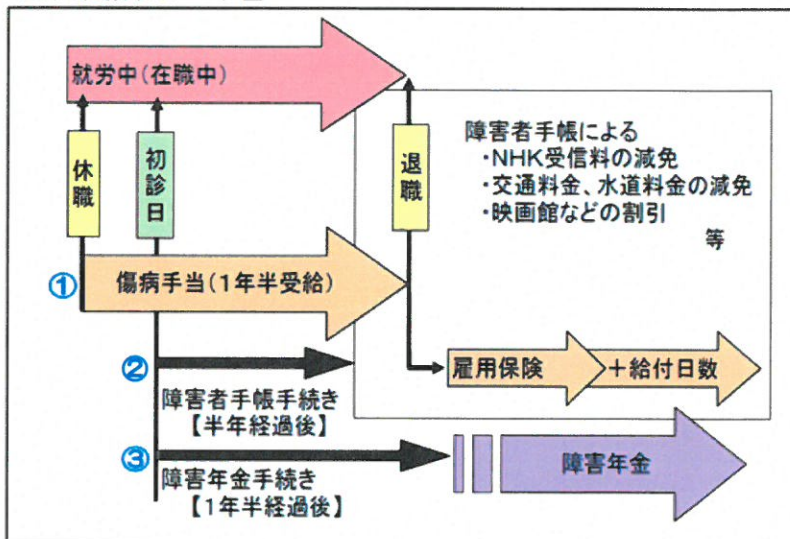 就労中(在職中)
休職
初診日
退職
障害者手帳による
・NHK受信料の減免
・交通料金、水道料金の減免
・映画館などの割引
等
①
傷病手当(1年半受給)
②
障害者手帳手続き
【半年経過後】
雇用保険
+給付日数
③
障害年金手続き
【1年半経過後】
障害年金